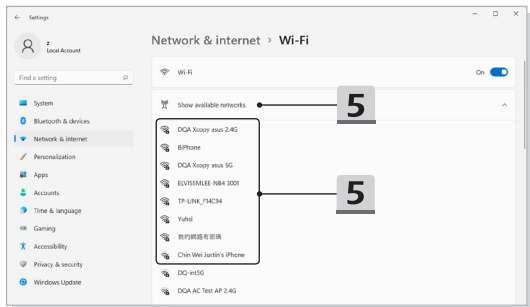 Settings
z
Local Account
Find a setting
System
Bluetooth & devices
Network & internet
Personalization
Apps
Accounts
Time & language
Gaming
Accessibility
Privacy & security
Windows Update
Network & internet > Wi-Fi
Wi-Fi
On
Show available networks
5
DQA Xcopy asus 2.4G
BiPhone
DQA Xcopy asus 5G
ELVISSMLEE-NB4 3001
TP-LINK_F14C94
5
Yuhsi
我的網路有密碼
Chin Wei Justin's iPhone
DQ-int5G
DQA AC Test AP 2.4G